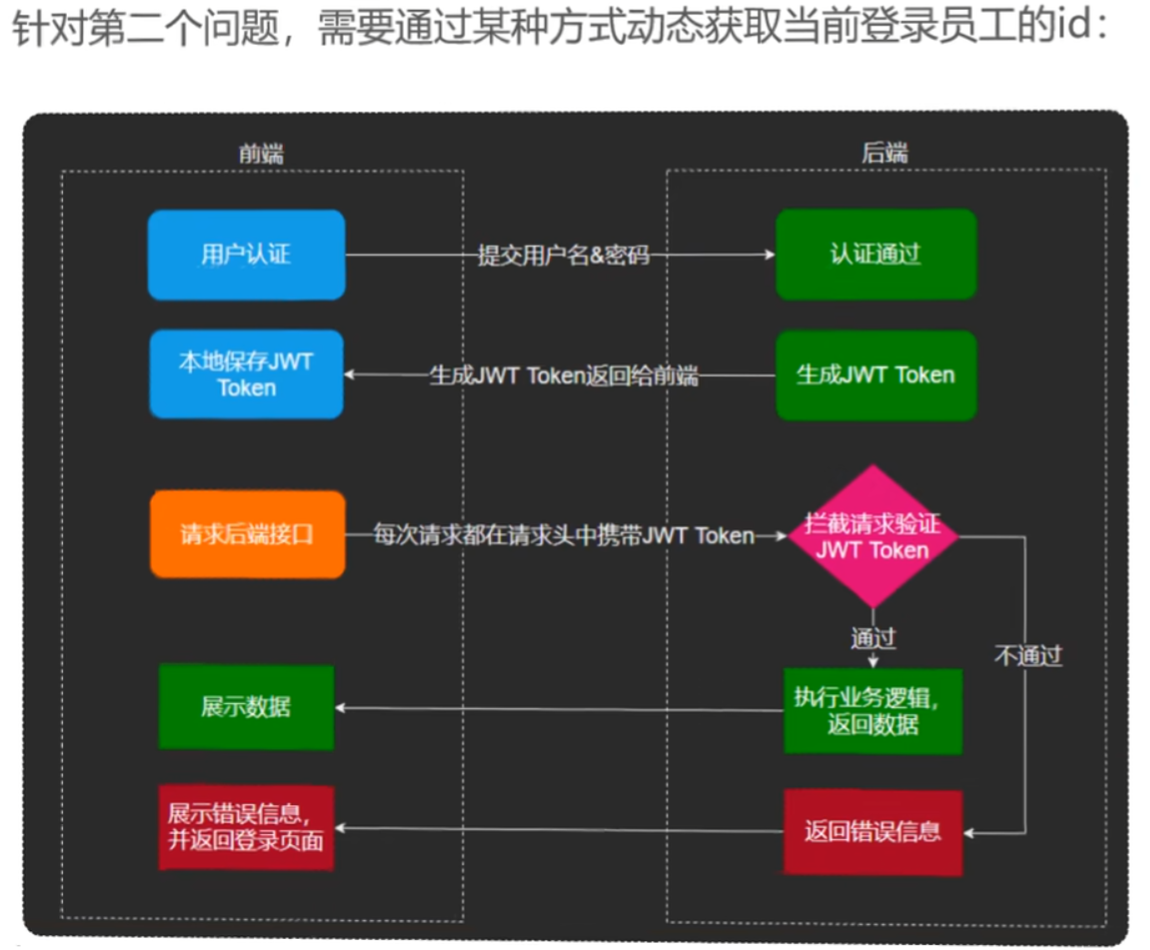 针对第二个问题，需要通过某种方式动态获取当前登录员工的id：
前端
后端
用户认证
提交用户名&密码
认证通过
本地保存JWT
Token
生成JWT Token返回给前端
生成JWT Token
请求后端接口
每次请求都在请求头中携带JWT Token
拦截请求验证
JWT Token
通过
不通过
展示数据
执行业务逻辑，
返回数据
展示错误信息，
并返回登录页面
返回错误信息